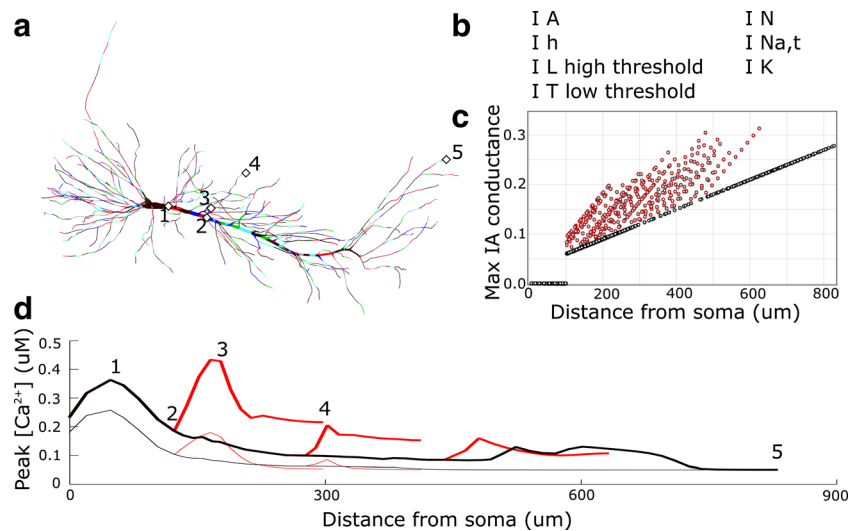 a
1
2
3
4
5
b
I A
I h
I L high threshold
I T low threshold
I N
I Na,t
I K
c
Max IA conductance
0.3
0.2
0.1
0.0
0 200 400 600 800
Distance from soma (um)
d
Peak [Ca²⁺] (uM)
0.5
0.4
0.3
0.2
0.1
0
1
2
3
4
5
0 300 600 900
Distance from soma (um)